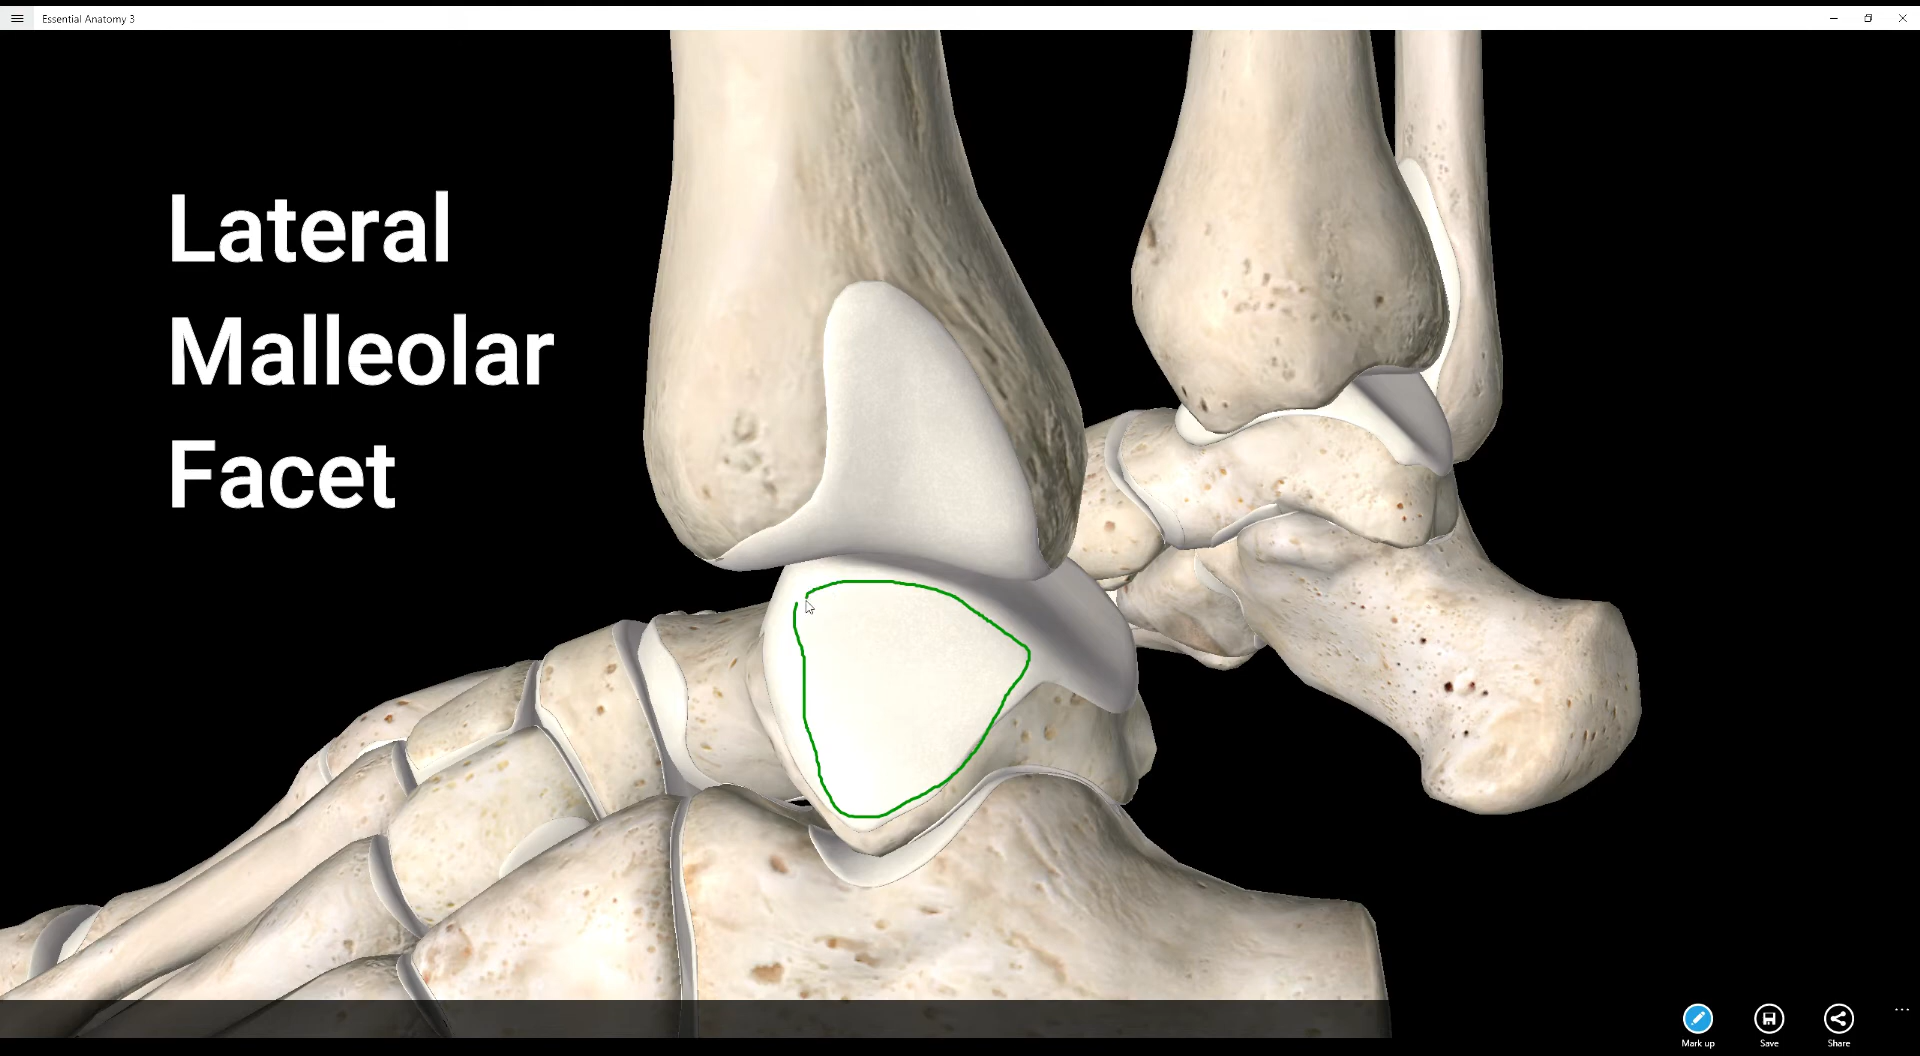 Essential Anatomy 3
Lateral
Malleolar
Facet
Mark up
Save
Share